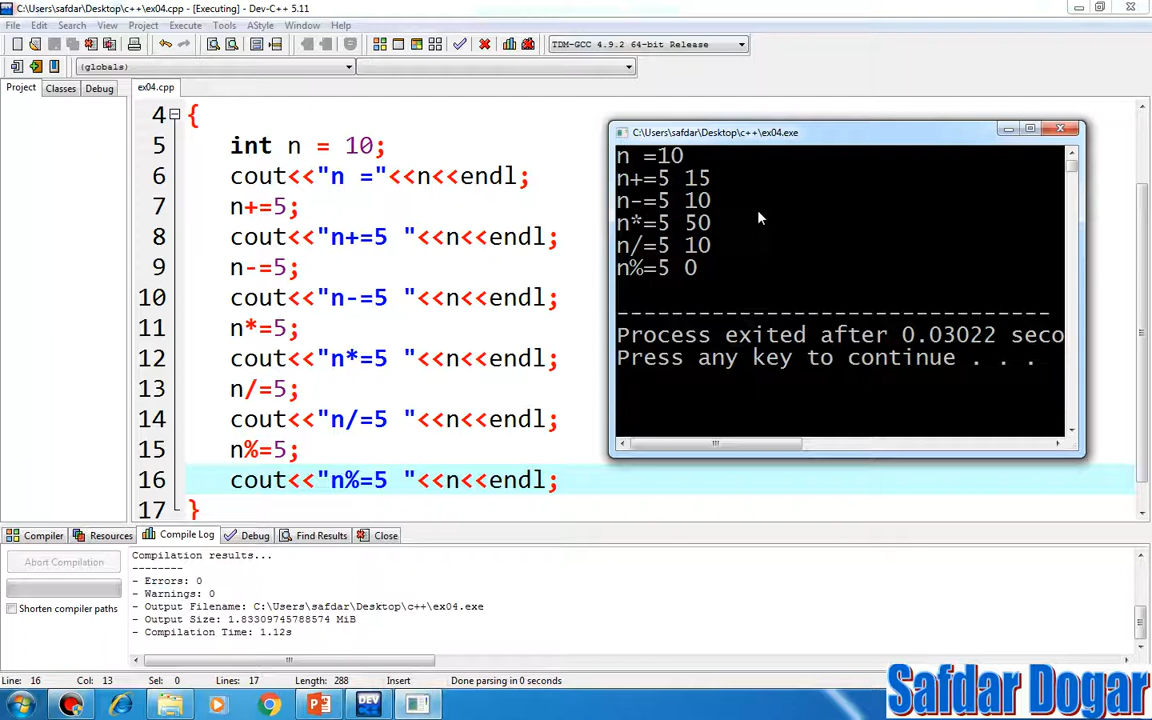 C:\Users\safdar\Desktop\c++\ex04.cpp - [Executing] - Dev-C++ 5.11
File Edit Search View Project Execute Tools AStyle Window Help
TDM-GCC 4.9.2 64-bit Release
(globals)
Project Classes Debug ex04.cpp
4 {
5 int n = 10;
6 cout<<"n ="<<n<<endl;
7 n+=5;
8 cout<<"n+=5 "<<n<<endl;
9 n-=5;
10 cout<<"n-=5 "<<n<<endl;
11 n*=5;
12 cout<<"n*=5 "<<n<<endl;
13 n/=5;
14 cout<<"n/=5 "<<n<<endl;
15 n%=5;
16 cout<<"n%=5 "<<n<<endl;
17 }
C:\Users\safdar\Desktop\c++\ex04.exe
n =10
n+=5 15
n-=5 10
n*=5 50
n/=5 10
n%=5 0
--------------------------------
Process exited after 0.03022 seco
Press any key to continue . . .
Compiler Resources Compile Log Debug Find Results Close
Abort Compilation
Shorten compiler paths
Compilation results...
--------
- Errors: 0
- Warnings: 0
- Output Filename: C:\Users\safdar\Desktop\c++\ex04.exe
- Output Size: 1.83309745788574 MiB
- Compilation Time: 1.12s
Line: 16 Col: 13 Sel: 0 Lines: 17 Length: 288 Insert Done parsing in 0 seconds
DEV
Safdar Dogar